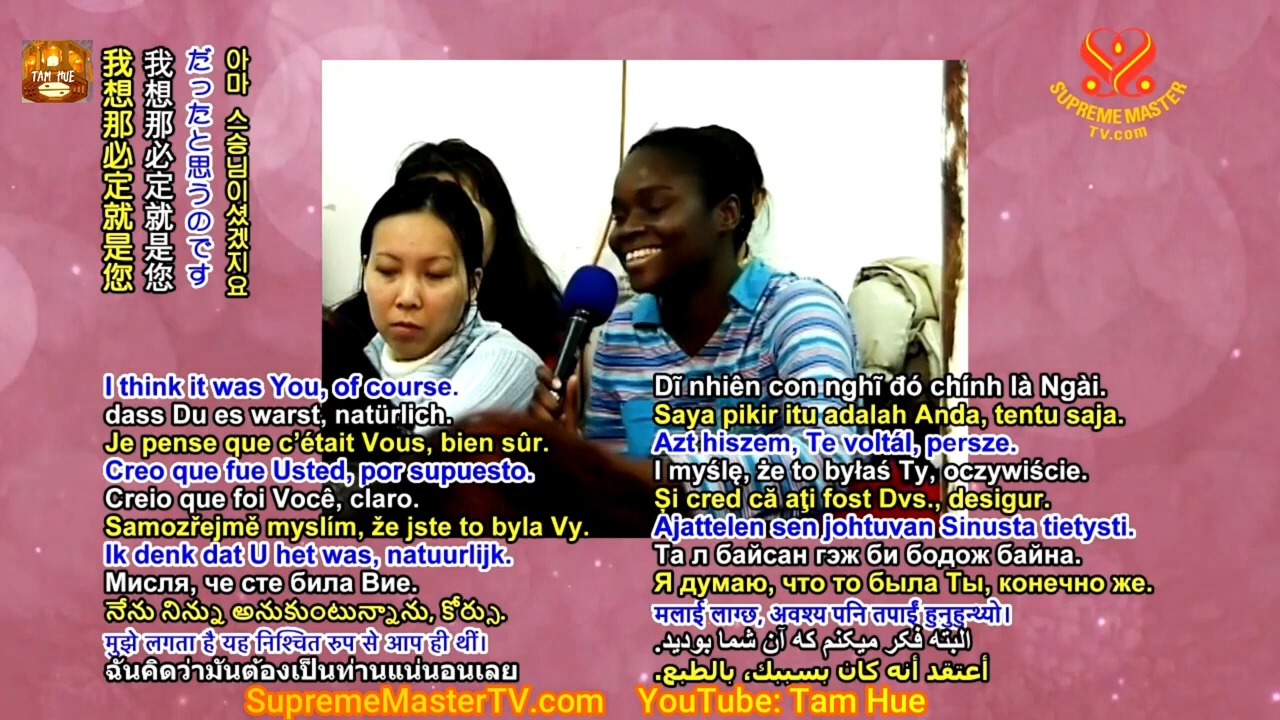 TAM HUE
我想那必定就是您
我想那必定就是您
だったと思うのです
아마 스승님이셨겠지요
SUPREME MASTER
TV.com
I think it was You, of course.
dass Du es warst, natürlich.
Je pense que c’était Vous, bien sûr.
Creo que fue Usted, por supuesto.
Creio que foi Você, claro.
Samozřejmě myslím, že jste to byla Vy.
Ik denk dat U het was, natuurlijk.
Мисля, че сте била Вие.
నేను నిన్ను అనుకుంటున్నాను, కోర్సు.
मुझे लगता है यह निश्चित रुप से आप ही थीं।
ฉันคิดว่ามันต้องเป็นท่านแน่นอนเลย
Dĩ nhiên con nghĩ đó chính là Ngài.
Saya pikir itu adalah Anda, tentu saja.
Azt hiszem, Te voltál, persze.
I myślę, że to byłaś Ty, oczywiście.
Și cred că aţi fost Dvs., desigur.
Ajattelen sen johtuvan Sinusta tietysti.
Та л байсан гэж би бодож байна.
Я думаю, что то была Ты, конечно же.
मलाई लाग्छ, अवश्य पनि तपाईं हुनुहुन्थ्यो।
البته فکر میکنم که آن شما بودید.
أعتقد أنه كان بسببك، بالطبع.
SupremeMasterTV.com YouTube: Tam Hue